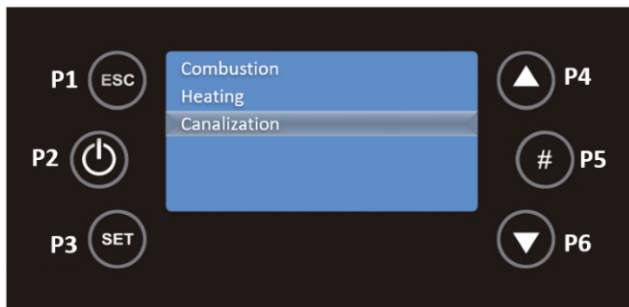 P1 ESC
P2
P3 SET
Combustion
Heating
Canalization
P4
# P5
P6